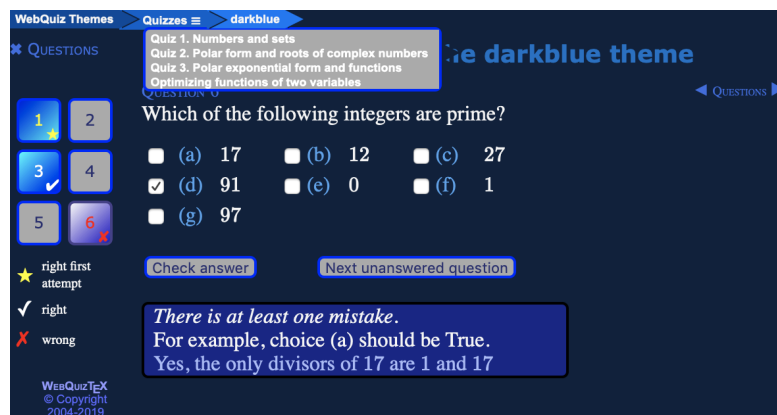 WebQuiz Themes Quizzes ☰ darkblue
✖ QUESTIONS
Quiz 1. Numbers and sets
Quiz 2. Polar form and roots of complex numbers
Quiz 3. Polar exponential form and functions
Optimizing functions of two variables
he darkblue theme
QUESTION 6
◀ QUESTIONS ▶
Which of the following integers are prime?
1 2
3 4
5 6
(a) 17 (b) 12 (c) 27
(d) 91 (e) 0 (f) 1
(g) 97
Check answer Next unanswered question
right first
attempt
right
wrong
There is at least one mistake.
For example, choice (a) should be True.
Yes, the only divisors of 17 are 1 and 17
WEBQUIZTEX
© Copyright
2004-2019